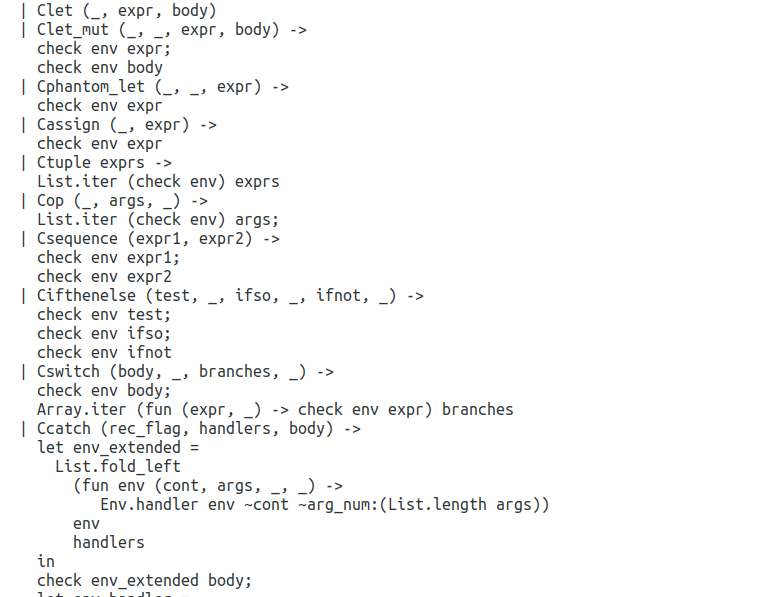 | Clet (_, expr, body)
| Clet_mut (_, _, expr, body) ->
check env expr;
check env body
| Cphantom_let (_, _, expr) ->
check env expr
| Cassign (_, expr) ->
check env expr
| Ctuple exprs ->
List.iter (check env) exprs
| Cop (_, args, _) ->
List.iter (check env) args;
| Csequence (expr1, expr2) ->
check env expr1;
check env expr2
| Cifthenelse (test, _, ifso, _, ifnot, _) ->
check env test;
check env ifso;
check env ifnot
| Cswitch (body, _, branches, _) ->
check env body;
Array.iter (fun (expr, _) -> check env expr) branches
| Ccatch (rec_flag, handlers, body) ->
let env_extended =
List.fold_left
(fun env (cont, args, _, _) ->
Env.handler env ~cont ~arg_num:(List.length args))
env
handlers
in
check env_extended body;